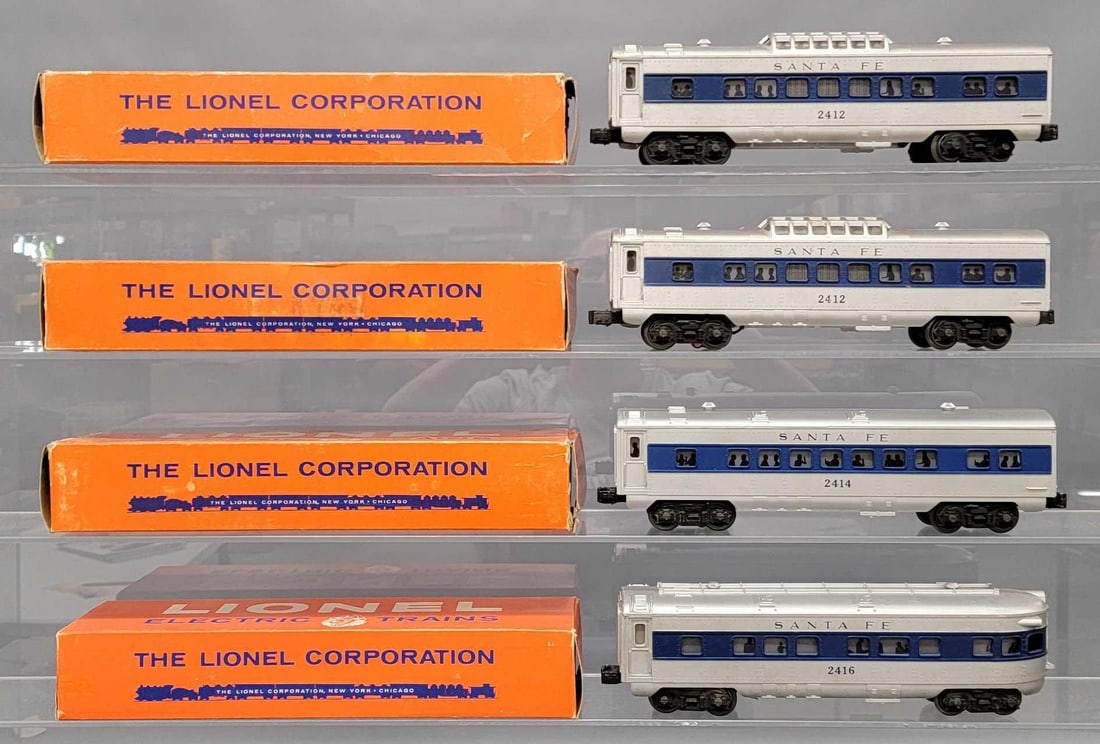 THE LIONEL CORPORATION
THE LIONEL CORPORATION, NEW YORK • CHICAGO
SANTA FE
2412
THE LIONEL CORPORATION
THE LIONEL CORPORATION, NEW YORK • CHICAGO
SANTA FE
2412
LIONEL
THE LIONEL CORPORATION
THE LIONEL CORPORATION, NEW YORK • CHICAGO
SANTA FE
2414
LIONEL
ELECTRIC TRAINS
THE LIONEL CORPORATION
THE LIONEL CORPORATION, NEW YORK • CHICAGO
SANTA FE
2416